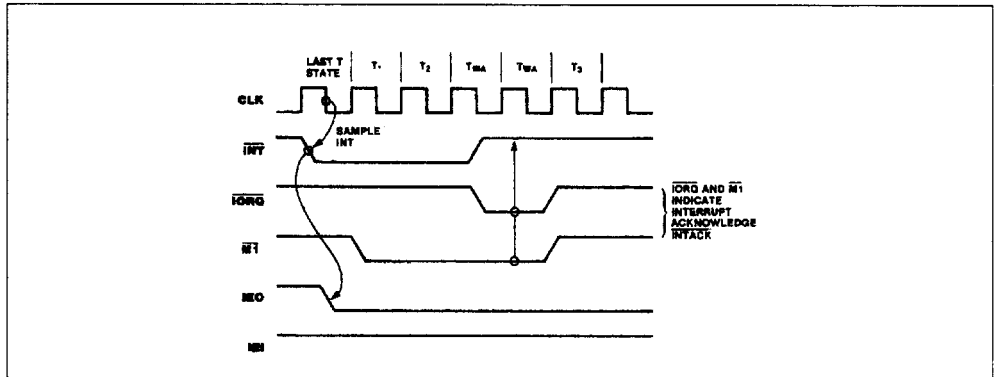 LAST T
STATE
T₁
T₂
TWA
TWA
T₃
CLK
SAMPLE
INT
INT
IORQ
IORQ AND M1
INDICATE
INTERRUPT
ACKNOWLEDGE
INTACK
M1
IEO
IEI